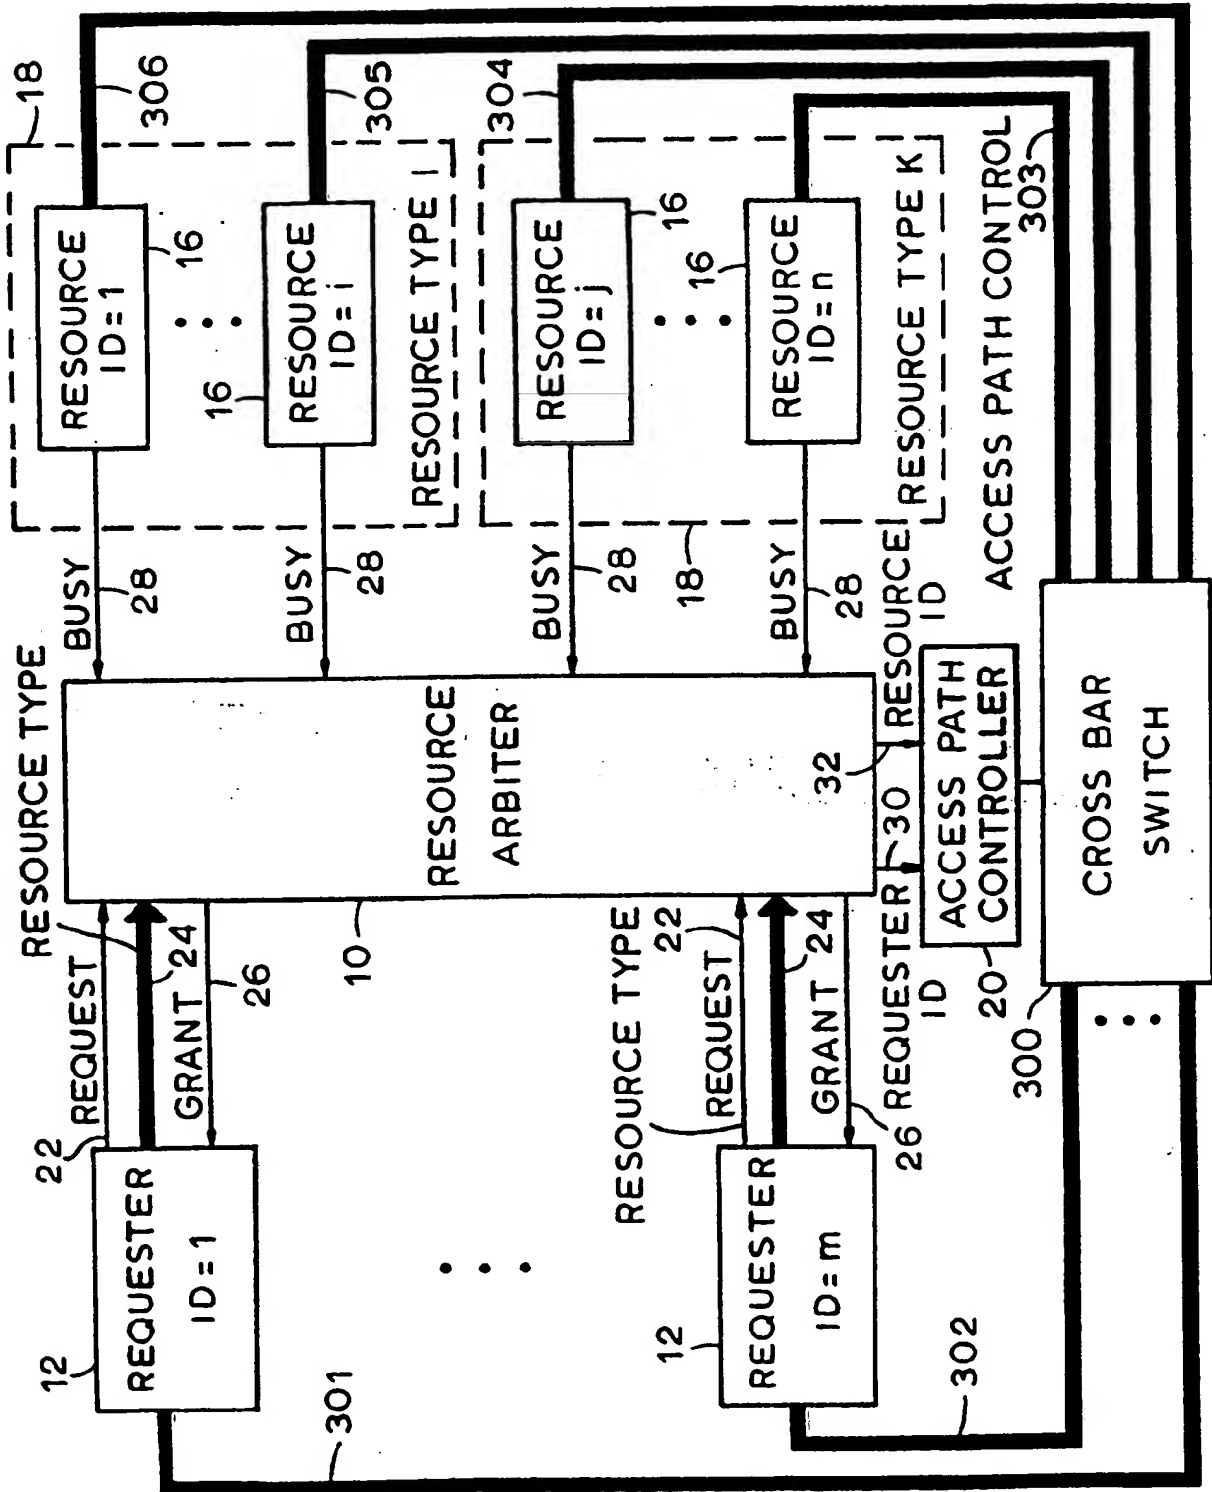 RESOURCE TYPE
18
306
12
REQUESTER
ID = 1
22
REQUEST
24
GRANT
26
BUSY
28
RESOURCE
ID = 1
16
301
10
305
BUSY
28
16
RESOURCE
ID = i
RESOURCE TYPE I
RESOURCE
ARBITER
304
BUSY
28
RESOURCE
ID = j
16
RESOURCE TYPE
12
REQUESTER
ID = m
22
REQUEST
24
GRANT
26
18
BUSY
28
16
RESOURCE
ID = n
RESOURCE TYPE K
REQUESTER
ID
30
32
RESOURCE
ID
302
20
ACCESS PATH
CONTROLLER
ACCESS PATH CONTROL
303
300
CROSS BAR
SWITCH